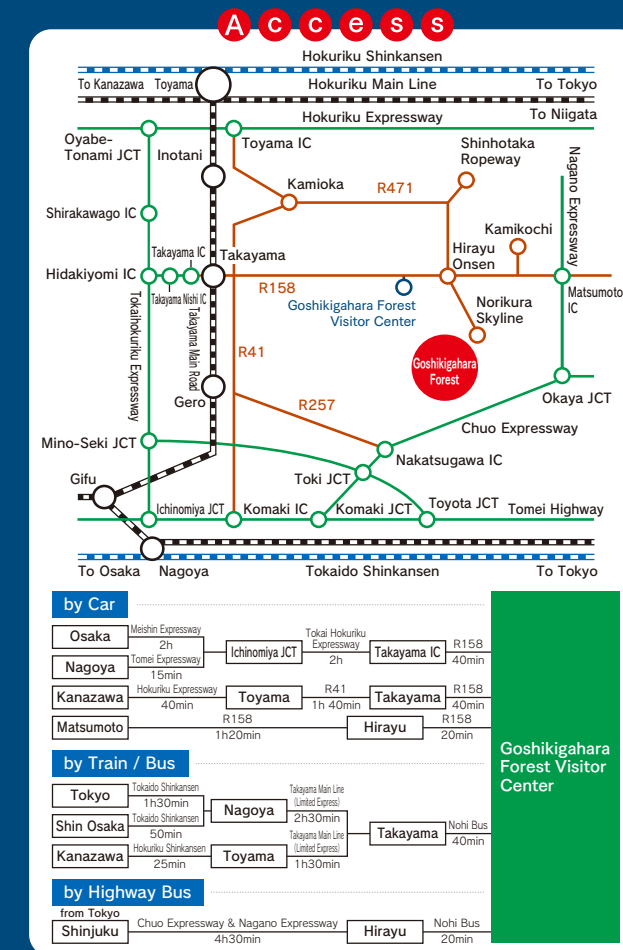 Access
Hokuriku Shinkansen
To Kanazawa Toyama Hokuriku Main Line To Tokyo
Hokuriku Expressway To Niigata
Oyabe-
Tonami JCT
Inotani
Toyama IC
Shinhotaka
Ropeway
Nagano Expressway
Kamioka
R471
Shirakawago IC
Kamikochi
Takayama IC
Takayama
Hirayu
Onsen
Hidakiyomi IC
Takayama Nishi IC
R158
Goshikigahara Forest
Visitor Center
Norikura
Skyline
Matsumoto
IC
Tokaihokuriku Expressway
Takayama Main Road
R41
Goshikigahara
Forest
Gero
R257
Okaya JCT
Chuo Expressway
Mino-Seki JCT
Nakatsugawa IC
Toki JCT
Gifu
Ichinomiya JCT Komaki IC Komaki JCT Toyota JCT Tomei Highway
To Osaka Nagoya Tokaido Shinkansen To Tokyo
by Car
Osaka Meishin Expressway 2h
Nagoya Tomei Expressway 15min
Ichinomiya JCT
Tokai Hokuriku
Expressway
2h
Takayama IC
R158
40min
Kanazawa Hokuriku Expressway 40min Toyama R41 1h 40min Takayama R158 40min
Matsumoto R158 1h20min Hirayu R158 20min
by Train / Bus
Tokyo Tokaido Shinkansen 1h30min
Shin Osaka Tokaido Shinkansen 50min
Nagoya
Takayama Main Line
(Limited Express)
2h30min
Kanazawa Hokuriku Shinkansen 25min Toyama
Takayama Main Line
(Limited Express)
1h30min
Takayama
Nohi Bus
40min
by Highway Bus
from Tokyo
Shinjuku Chuo Expressway & Nagano Expressway 4h30min Hirayu Nohi Bus 20min
Goshikigahara
Forest Visitor
Center